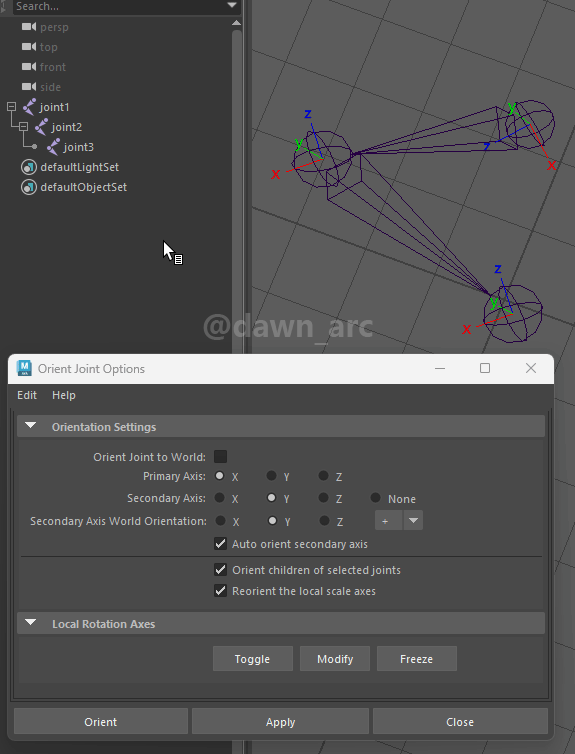 Search...
persp
top
front
side
joint1
joint2
joint3
defaultLightSet
defaultObjectSet
z
y
x
y
z
x
z
y
x
@dawn_arc
M
Orient Joint Options
Edit Help
Orientation Settings
Orient Joint to World:
Primary Axis: X Y Z
Secondary Axis: X Y Z None
Secondary Axis World Orientation: X Y Z +
Auto orient secondary axis
Orient children of selected joints
Reorient the local scale axes
Local Rotation Axes
Toggle Modify Freeze
Orient Apply Close